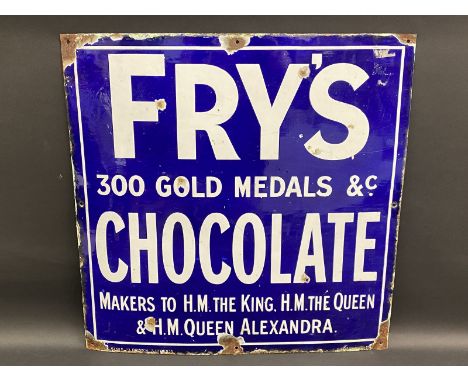 FRY'S
300 GOLD MEDALS &c
CHOCOLATE
MAKERS TO H.M. THE KING, H.M. THE QUEEN
& H.M. QUEEN ALEXANDRA.